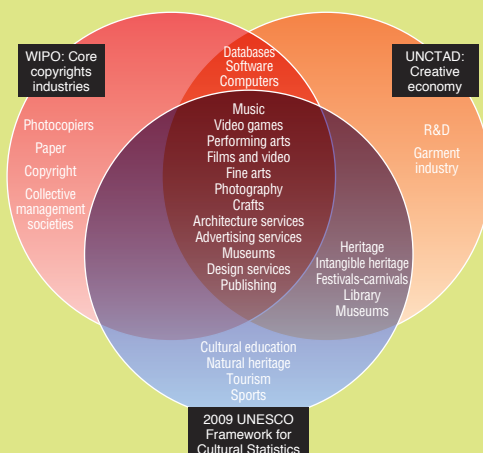 WIPO: Core
copyrights
industries
UNCTAD:
Creative
economy
Databases
Software
Computers
Photocopiers
Paper
Copyright
Collective
management
societies
Music
Video games
Performing arts
Films and video
Fine arts
Photography
Crafts
Architecture services
Advertising services
Museums
Design services
Publishing
R&D
Garment
industry
Heritage
Intangible heritage
Festivals-carnivals
Library
Museums
Cultural education
Natural heritage
Tourism
Sports
2009 UNESCO
Framework for
Cultural Statistics